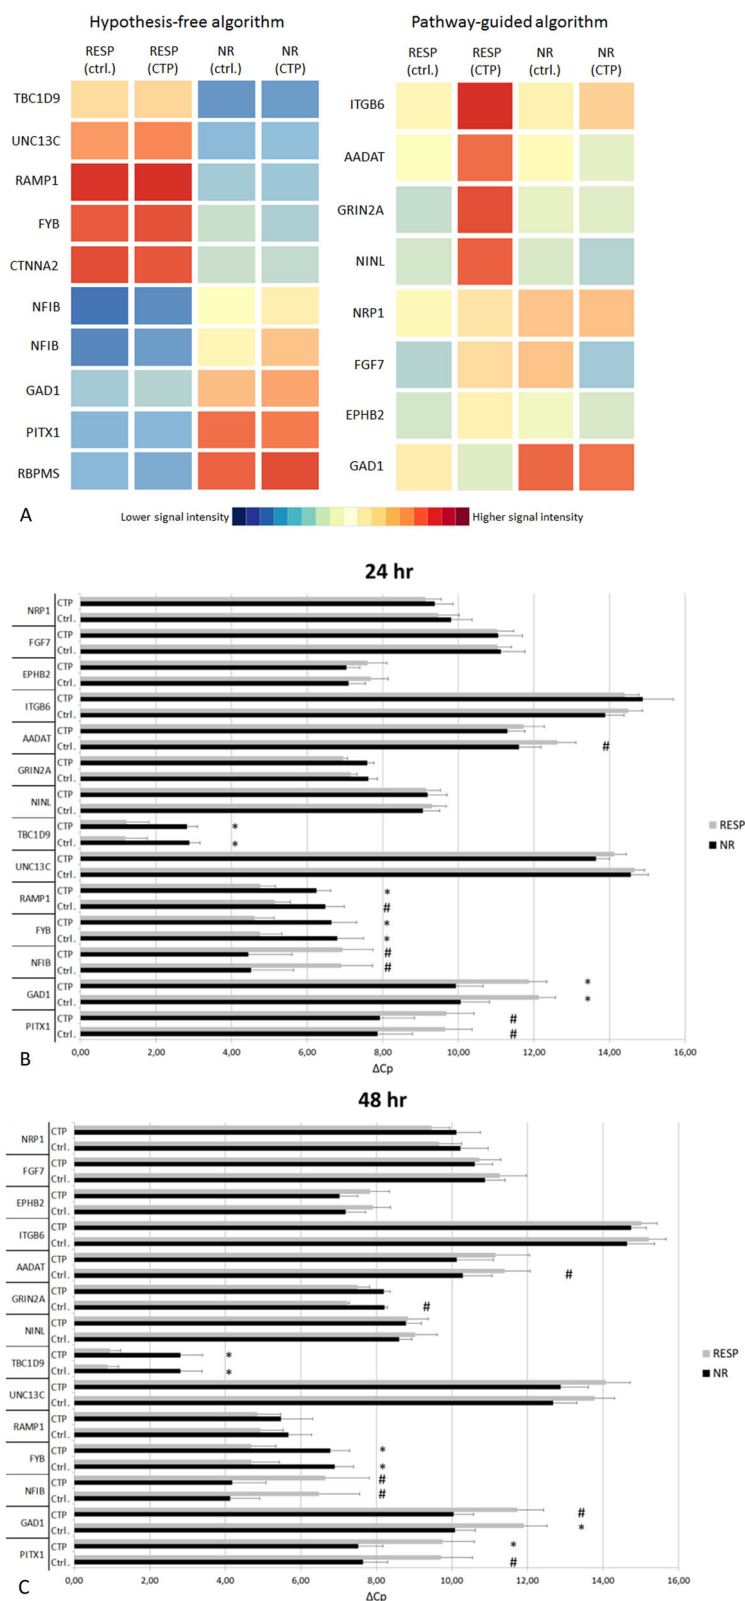 Hypothesis-free algorithm
RESP (ctrl.)
RESP (CTP)
NR (ctrl.)
NR (CTP)
TBC1D9
UNC13C
RAMP1
FYB
CTNNA2
NFIB
NFIB
GAD1
PITX1
RBPMS
Pathway-guided algorithm
RESP (ctrl.)
RESP (CTP)
NR (ctrl.)
NR (CTP)
ITGB6
AADAT
GRIN2A
NINL
NRP1
FGF7
EPHB2
GAD1
A
Lower signal intensity
Higher signal intensity
24 hr
NRP1
CTP
Ctrl.
FGF7
CTP
Ctrl.
EPHB2
CTP
Ctrl.
ITGB6
CTP
Ctrl.
AADAT
CTP
Ctrl. #
GRIN2A
CTP
Ctrl.
NINL
CTP
Ctrl.
TBC1D9
CTP *
Ctrl. *
UNC13C
CTP
Ctrl.
RAMP1
CTP *
Ctrl. #
FYB
CTP *
Ctrl. *
NFIB
CTP #
Ctrl. #
GAD1
CTP *
Ctrl. *
PITX1
CTP #
Ctrl. #
RESP
NR
0,00 2,00 4,00 6,00 8,00 10,00 12,00 14,00 16,00
ΔCp
B
48 hr
NRP1
CTP
Ctrl.
FGF7
CTP
Ctrl.
EPHB2
CTP
Ctrl.
ITGB6
CTP
Ctrl.
AADAT
CTP
Ctrl. #
GRIN2A
CTP
Ctrl. #
NINL
CTP
Ctrl.
TBC1D9
CTP *
Ctrl. *
UNC13C
CTP
Ctrl.
RAMP1
CTP
Ctrl.
FYB
CTP *
Ctrl. *
NFIB
CTP #
Ctrl. #
GAD1
CTP #
Ctrl. *
PITX1
CTP *
Ctrl. #
RESP
NR
0,00 2,00 4,00 6,00 8,00 10,00 12,00 14,00 16,00
ΔCp
C